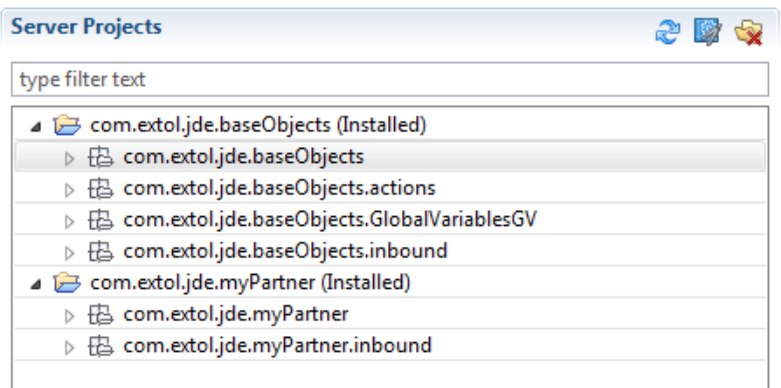 Server Projects
type filter text
com.extol.jde.baseObjects (Installed)
com.extol.jde.baseObjects
com.extol.jde.baseObjects.actions
com.extol.jde.baseObjects.GlobalVariablesGV
com.extol.jde.baseObjects.inbound
com.extol.jde.myPartner (Installed)
com.extol.jde.myPartner
com.extol.jde.myPartner.inbound